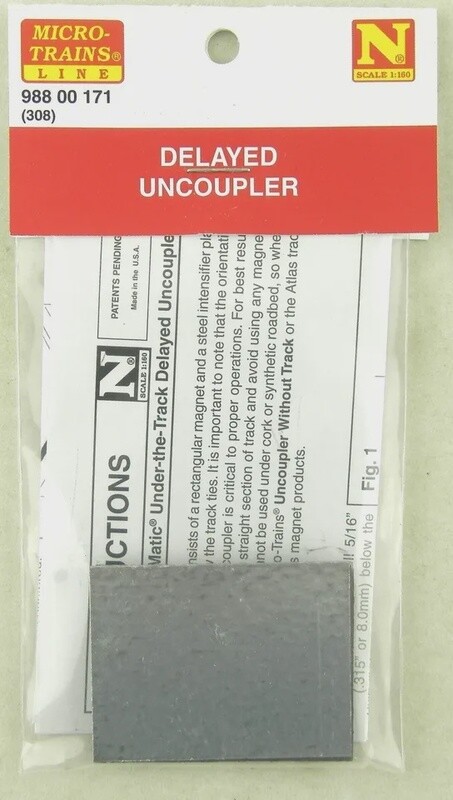 MICRO-
TRAINS®
LINE
N®
SCALE 1:160
988 00 171
(308)
DELAYED
UNCOUPLER
PATENTS PENDING
Made in the U.S.A.
N®
SCALE 1:160
UCTIONS
Matic® Under-the-Track Delayed Uncouple
nsists of a rectangular magnet and a steel intensifier pla
the track ties. It is important to note that the orientati
coupler is critical to proper operations. For best resu
straight section of track and avoid using any magne
nnot be used under cork or synthetic roadbed, so whe
o-Trains® Uncoupler Without Track or the Atlas trac
s magnet products.
5/16"
(.315" or 8.0mm) below the
Fig. 1